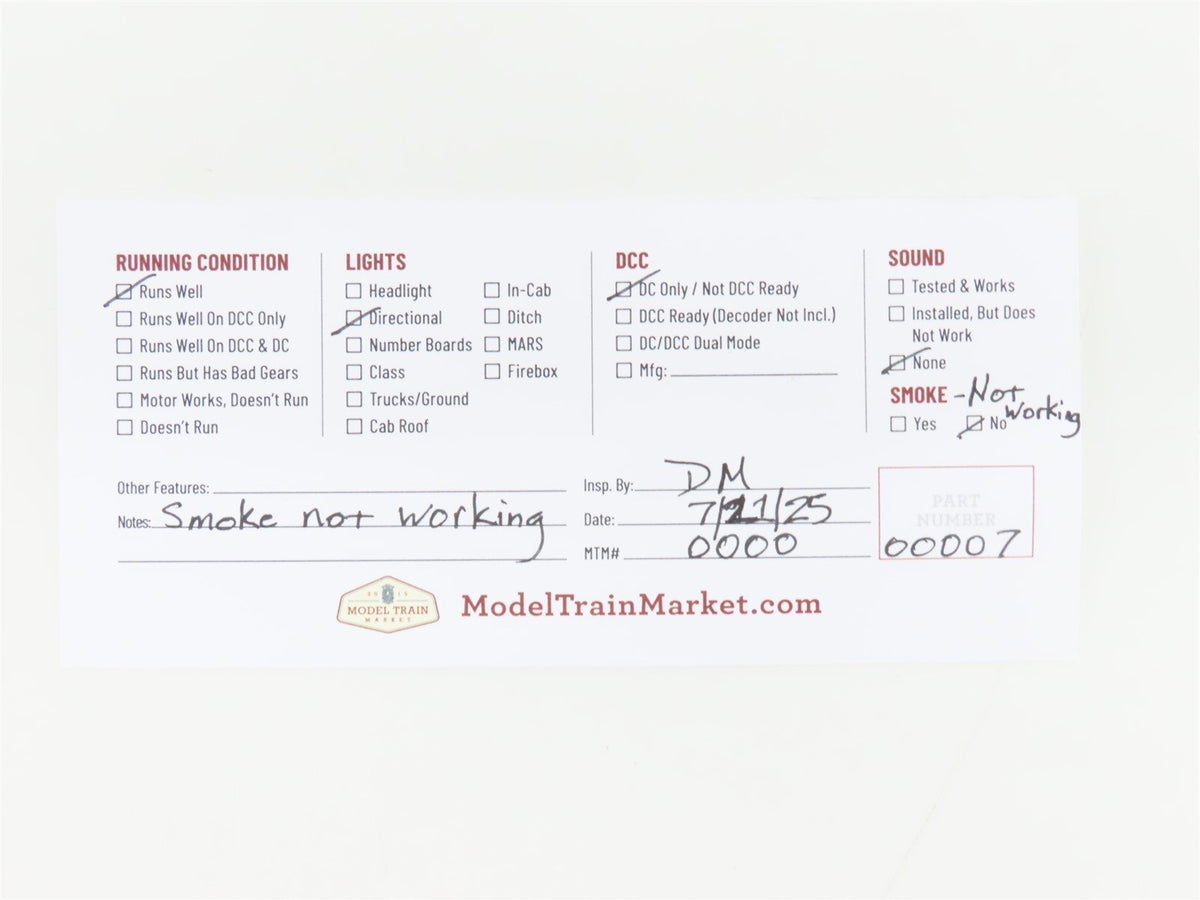 RUNNING CONDITION
Runs Well
Runs Well On DCC Only
Runs Well On DCC & DC
Runs But Has Bad Gears
Motor Works, Doesn't Run
Doesn't Run
LIGHTS
Headlight
Directional
Number Boards
Class
Trucks/Ground
Cab Roof
In-Cab
Ditch
MARS
Firebox
DCC
DC Only / Not DCC Ready
DCC Ready (Decoder Not Incl.)
DC/DCC Dual Mode
Mfg:
SOUND
Tested & Works
Installed, But Does
Not Work
None
SMOKE - Not
working
Yes No
Other Features:
Notes: Smoke not working
Insp. By: DM
Date: 7/21/25
MTM# 0000
PART
NUMBER
00007
2015
MODEL TRAIN
MARKET
ModelTrainMarket.com